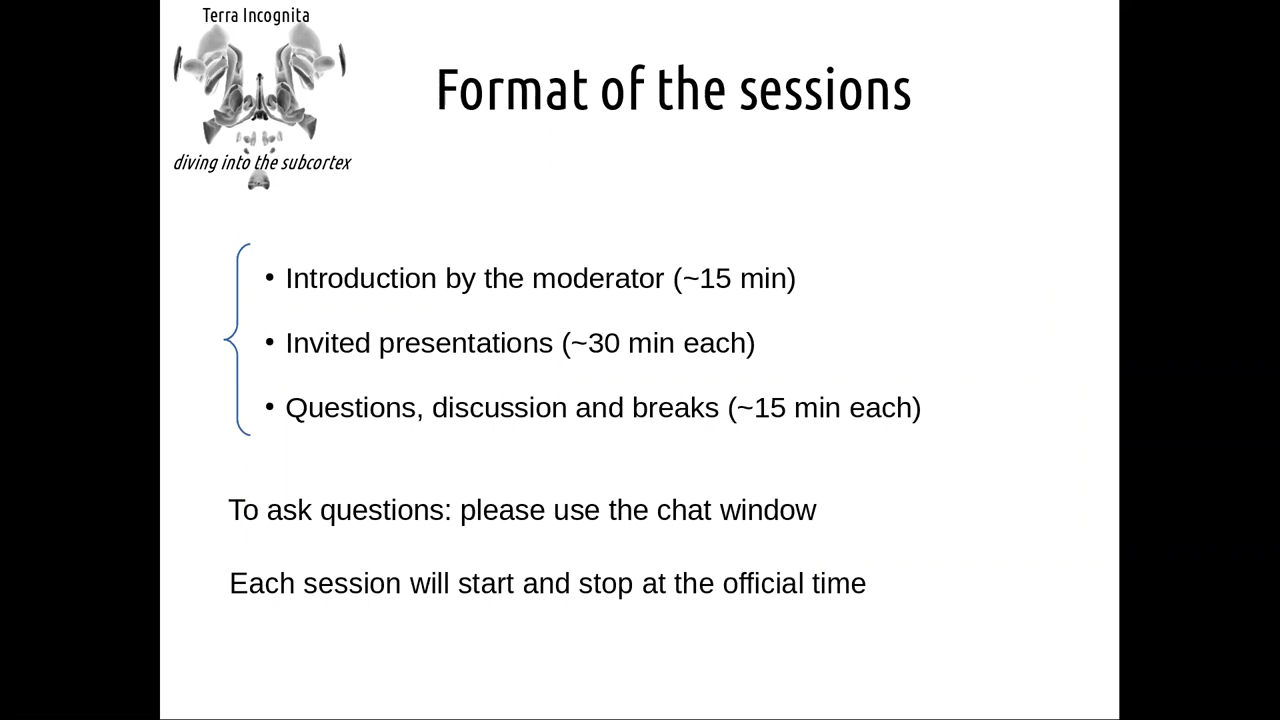 Terra Incognita
diving into the subcortex
Format of the sessions
• Introduction by the moderator (~15 min)
• Invited presentations (~30 min each)
• Questions, discussion and breaks (~15 min each)
To ask questions: please use the chat window
Each session will start and stop at the official time